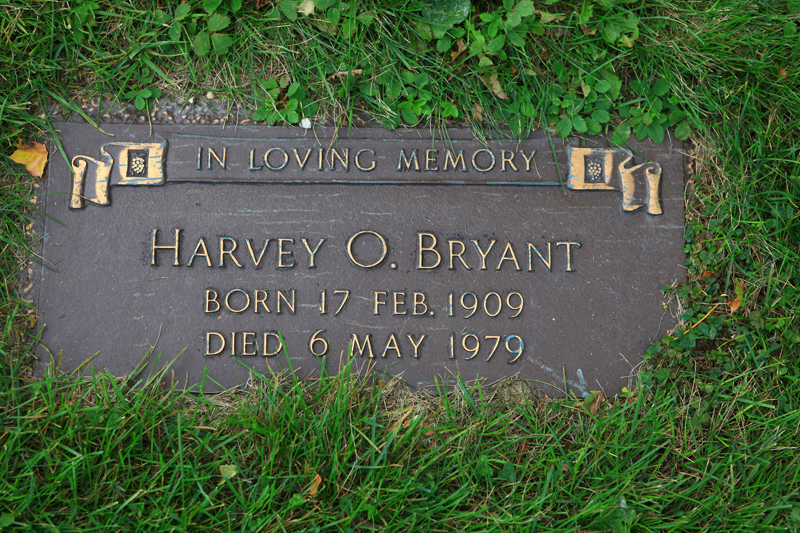 IN LOVING MEMORY
HARVEY O. BRYANT
BORN 17 FEB. 1909
DIED 6 MAY 1979